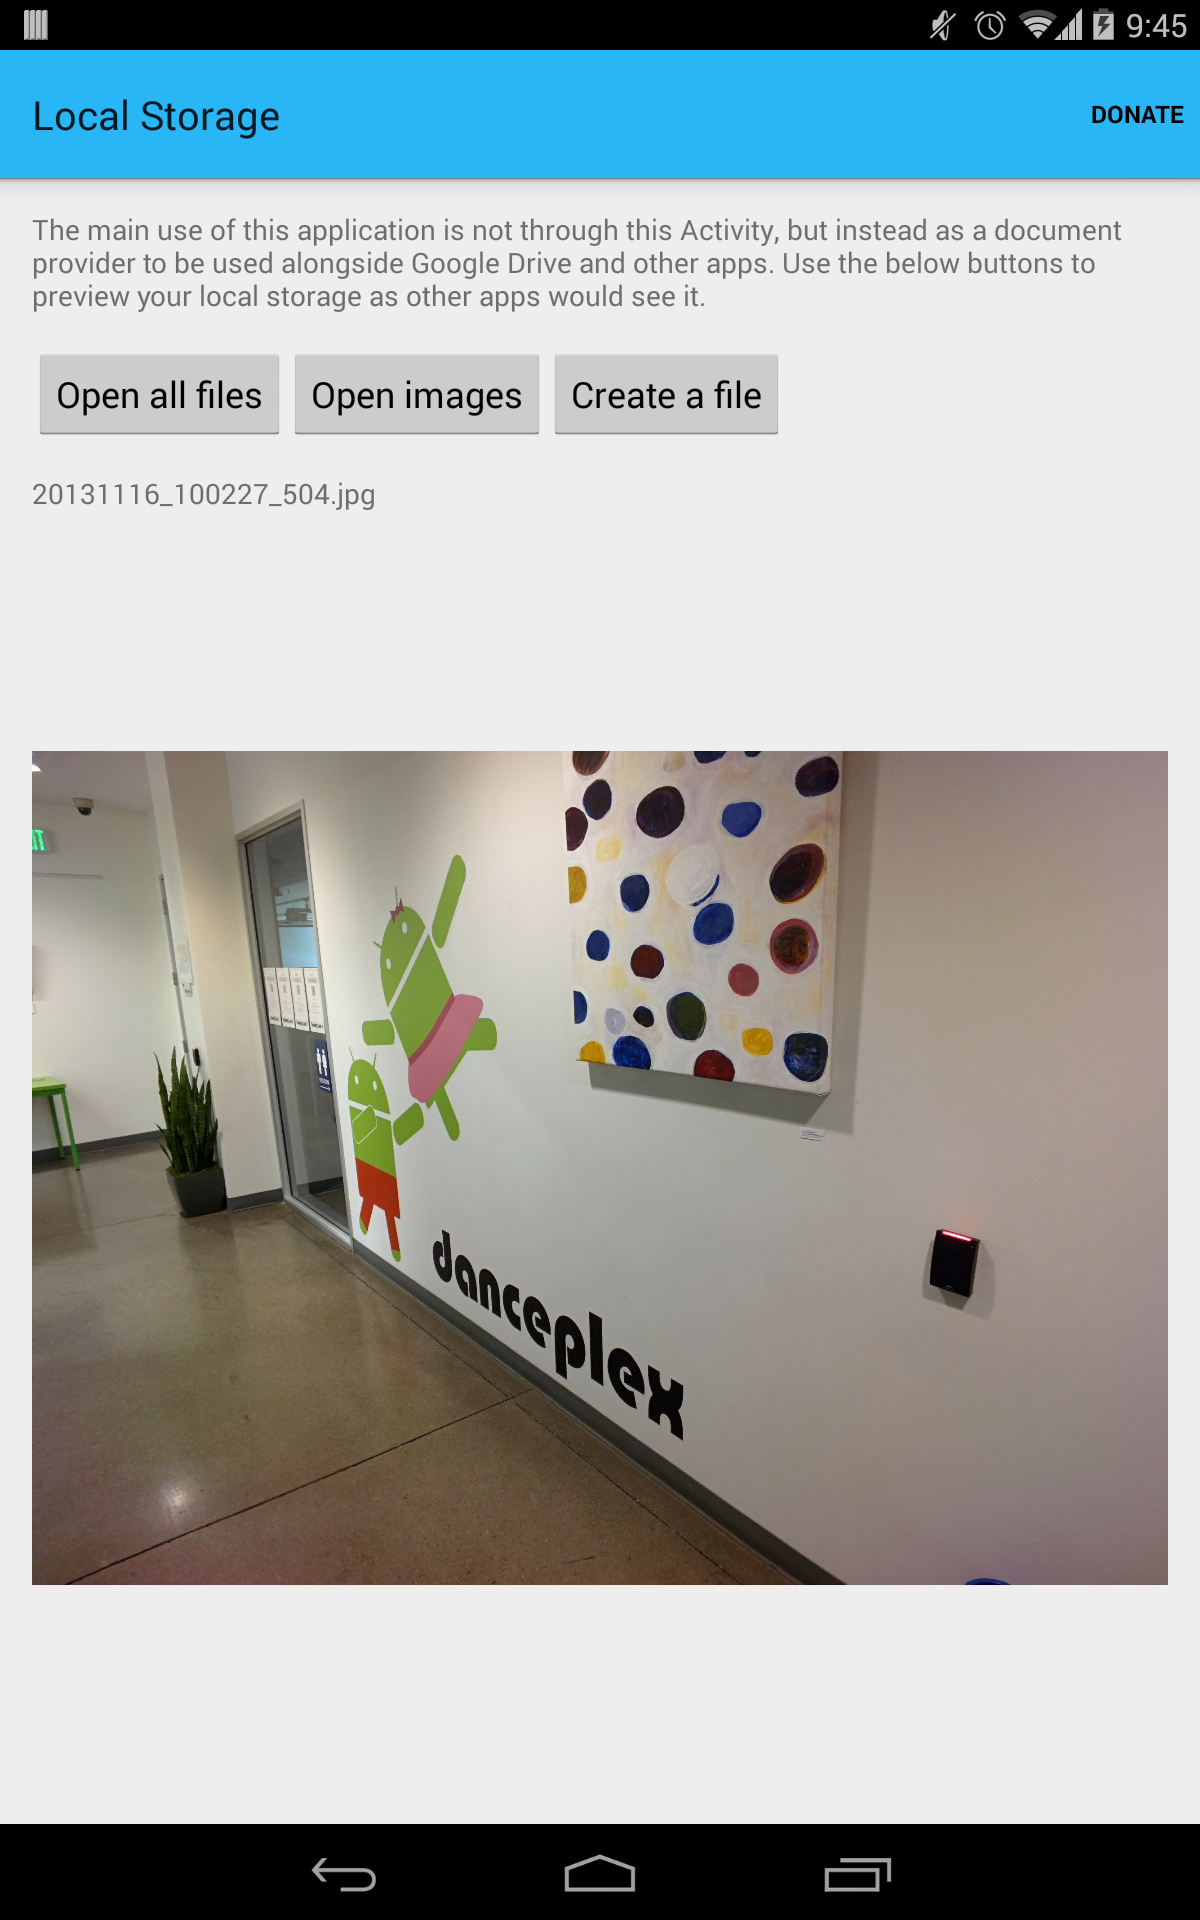 9:45
Local Storage
DONATE
The main use of this application is not through this Activity, but instead as a document
provider to be used alongside Google Drive and other apps. Use the below buttons to
preview your local storage as other apps would see it.
Open all files
Open images
Create a file
20131116_100227_504.jpg
danceplex